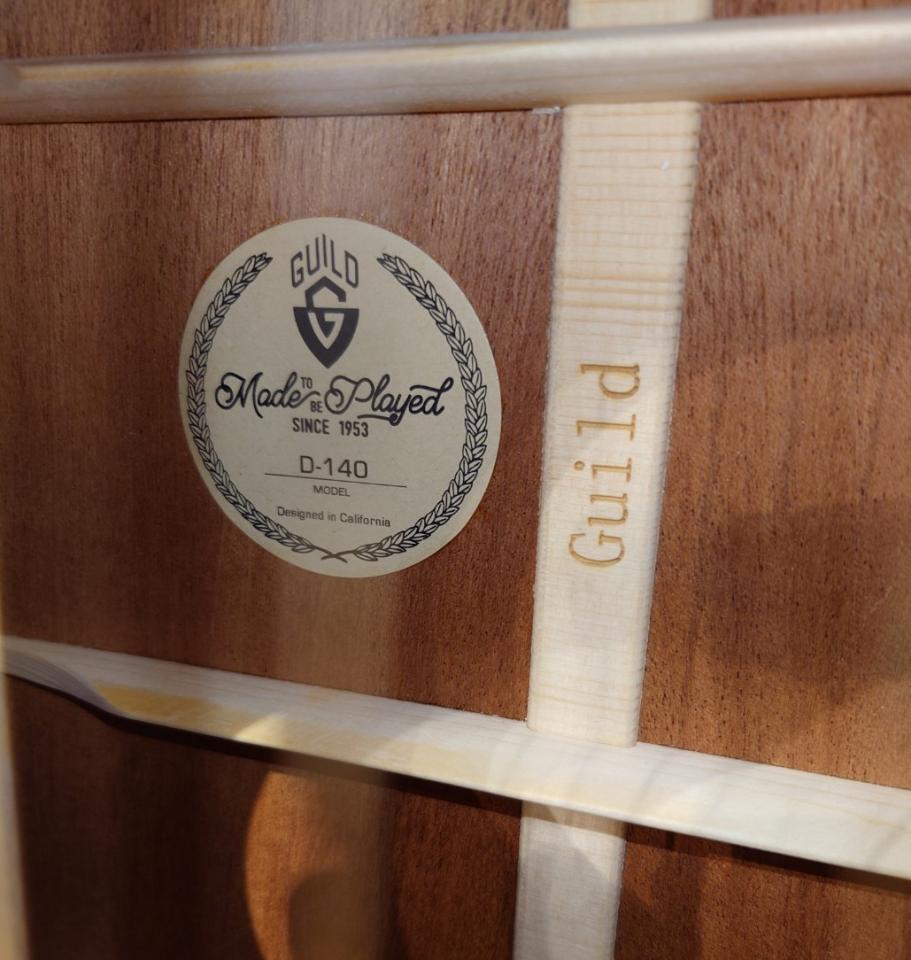 GUILD
G
Made TO BE Played
SINCE 1953
D-140
MODEL
Designed in California
Guild